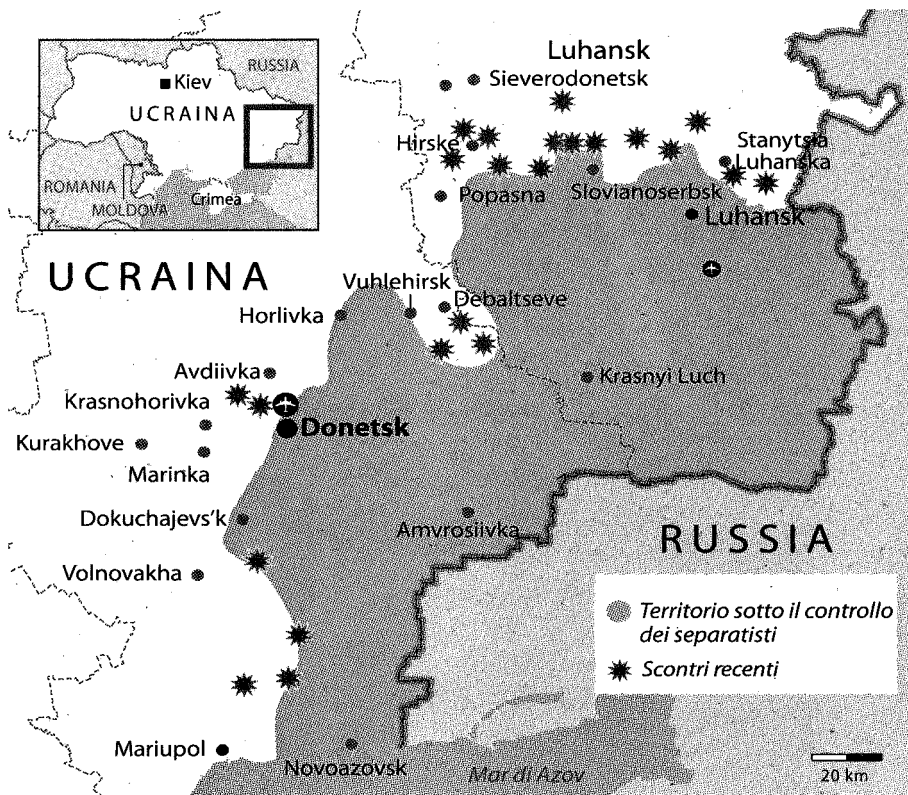 RUSSIA
Kiev
UCRAINA
ROMANIA
MOLDOVA
Crimea
Luhansk
Sieverodonetsk
Hirske
Stanytsia
Luhanska
Popasna
Slovianoserbsk
Luhansk
UCRAINA
Vuhlehirsk
Debaltseve
Horlivka
Avdiivka
Krasnyi Luch
Krasnohorivka
Donetsk
Kurakhove
Marinka
Dokuchajevs'k
Amvrosiivka
RUSSIA
Volnovakha
Territorio sotto il controllo
dei separatisti
Scontri recenti
Mariupol
Novoazovsk
Mar di Azov
20 km